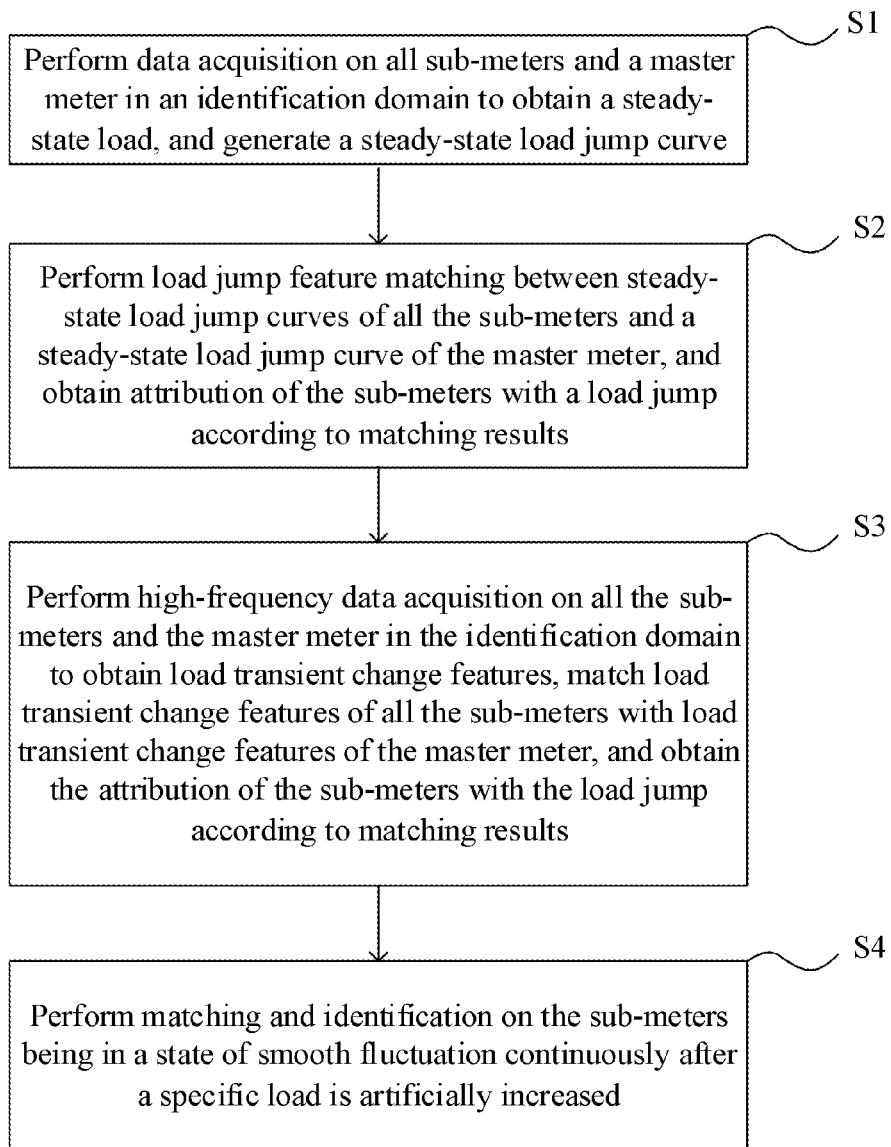 S1
Perform data acquisition on all sub-meters and a master
meter in an identification domain to obtain a steady-
state load, and generate a steady-state load jump curve
S2
Perform load jump feature matching between steady-
state load jump curves of all the sub-meters and a
steady-state load jump curve of the master meter, and
obtain attribution of the sub-meters with a load jump
according to matching results
S3
Perform high-frequency data acquisition on all the sub-
meters and the master meter in the identification domain
to obtain load transient change features, match load
transient change features of all the sub-meters with load
transient change features of the master meter, and obtain
the attribution of the sub-meters with the load jump
according to matching results
S4
Perform matching and identification on the sub-meters
being in a state of smooth fluctuation continuously after
a specific load is artificially increased